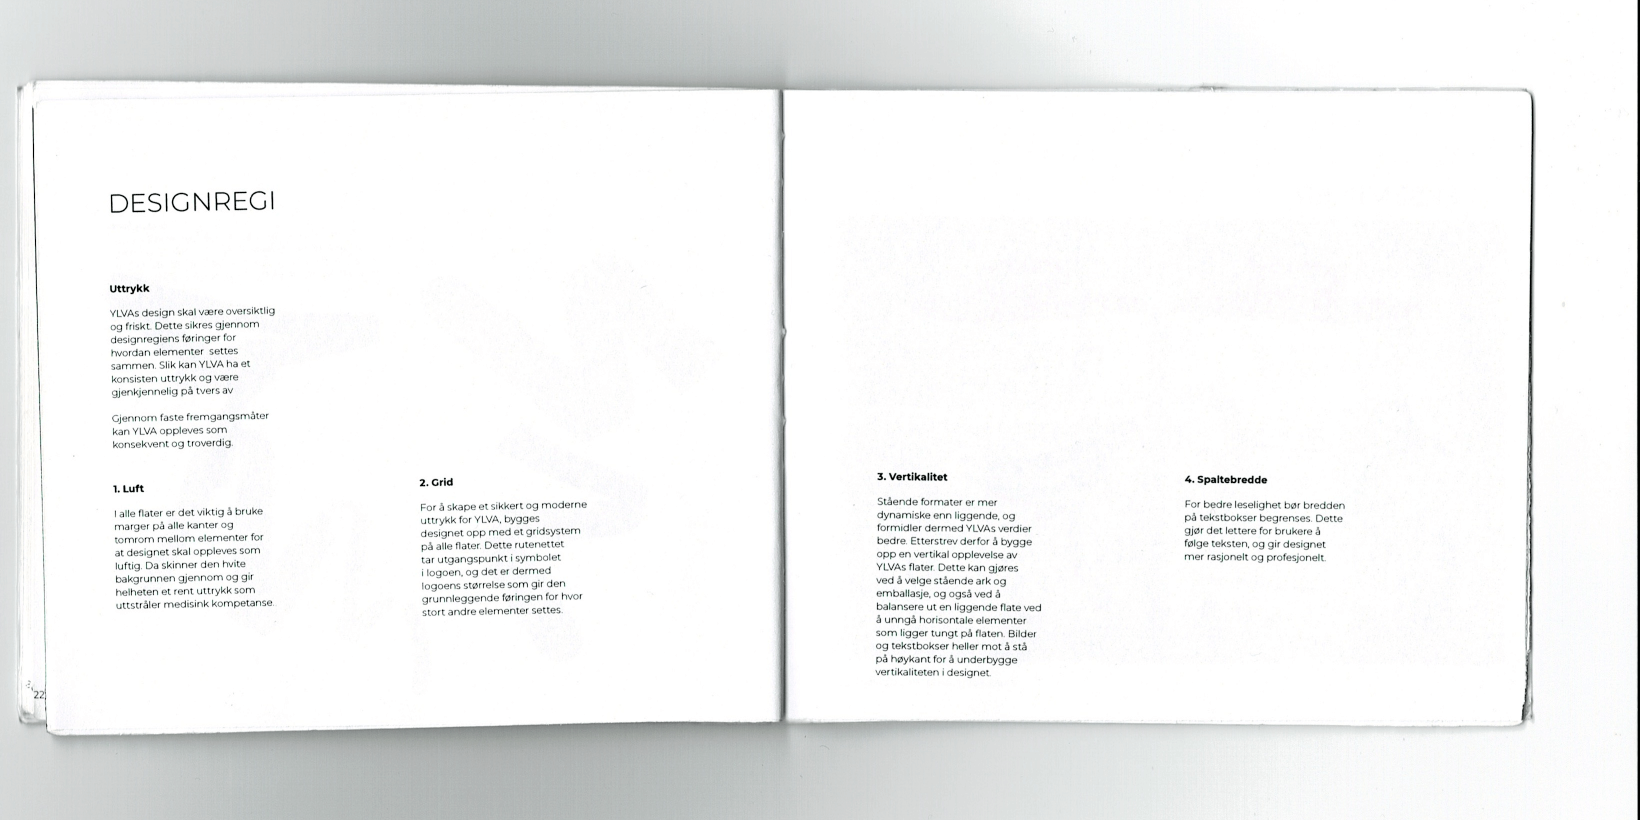 DESIGNREGI
Uttrykk
YLVAs design skal være oversiktlig
og friskt. Dette sikres gjennom
designregiens føringer for
hvordan elementer settes
sammen. Slik kan YLVA ha et
konsisten uttrykk og være
gjenkjennelig på tvers av
Gjennom faste fremgangsmåter
kan YLVA oppleves som
konsekvent og troverdig.
1. Luft
I alle flater er det viktig å bruke
marger på alle kanter og
tomrom mellom elementer for
at designet skal oppleves som
luftig. Da skinner den hvite
bakgrunnen gjennom og gir
helheten et rent uttrykk som
uttstråler medisink kompetanse.
2. Grid
For å skape et sikkert og moderne
uttrykk for YLVA, bygges
designet opp med et gridsystem
på alle flater. Dette rutenettet
tar utgangspunkt i symbolet
i logoen, og det er dermed
logoens størrelse som gir den
grunnleggende føringen for hvor
stort andre elementer settes.
22
3. Vertikalitet
Stående formater er mer
dynamiske enn liggende, og
formidler dermed YLVAs verdier
bedre. Etterstrev derfor å bygge
opp en vertikal opplevelse av
YLVAs flater. Dette kan gjøres
ved å velge stående ark og
emballasje, og også ved å
balansere ut en liggende flate ved
å unngå horisontale elementer
som ligger tungt på flaten. Bilder
og tekstbokser heller mot å stå
på høykant for å underbygge
vertikaliteten i designet.
4. Spaltebredde
For bedre leselighet bør bredden
på tekstbokser begrenses. Dette
gjør det lettere for brukere å
følge teksten, og gir designet
mer rasjonelt og profesjonelt.